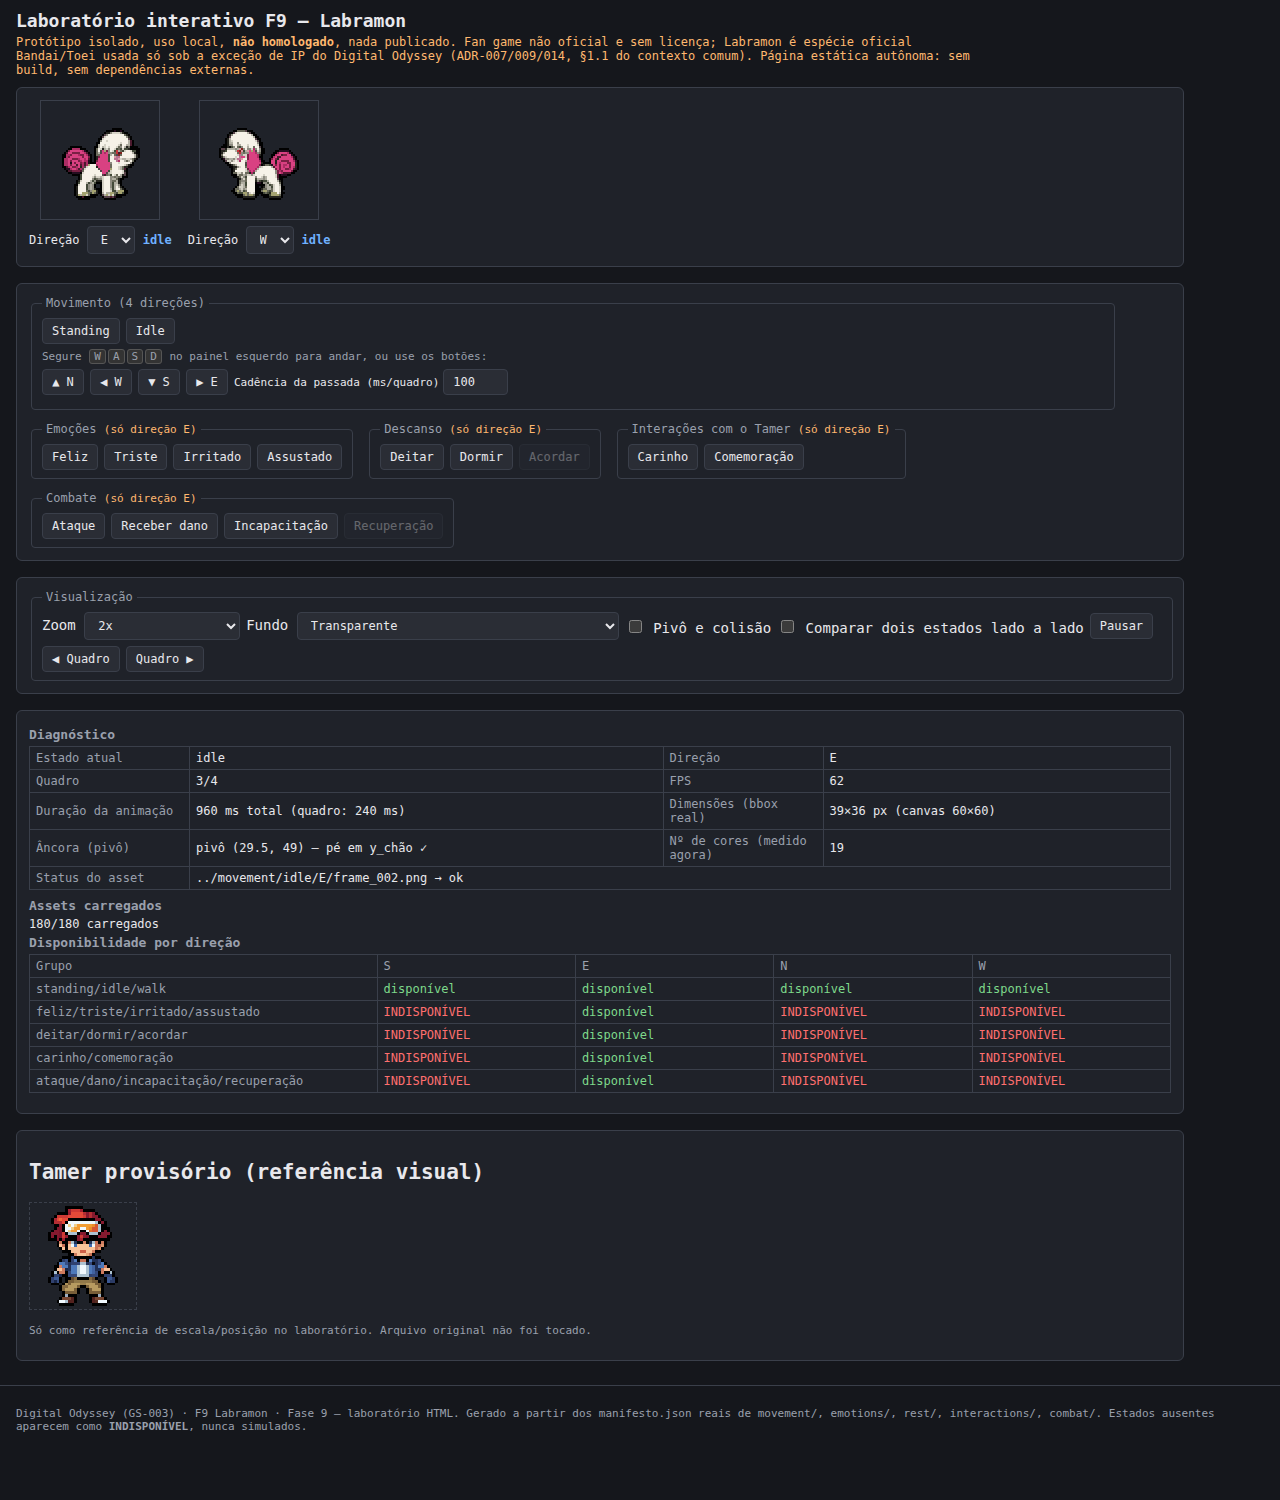 Laboratório interativo F9 — Labramon
Protótipo isolado, uso local, não homologado, nada publicado. Fan game não oficial e sem licença; Labramon é espécie oficial
Bandai/Toei usada só sob a exceção de IP do Digital Odyssey (ADR-007/009/014, §1.1 do contexto comum). Página estática autônoma: sem
build, sem dependências externas.
Direção E idle Direção W idle
Movimento (4 direções)
Standing Idle
Segure W A S D no painel esquerdo para andar, ou use os botões:
▲ N ◀ W ▼ S ▶ E Cadência da passada (ms/quadro) 100
Emoções (só direção E) Descanso (só direção E) Interações com o Tamer (só direção E)
Feliz Triste Irritado Assustado Deitar Dormir Acordar Carinho Comemoração
Combate (só direção E)
Ataque Receber dano Incapacitação Recuperação
Visualização
Zoom 2x Fundo Transparente Pivô e colisão Comparar dois estados lado a lado Pausar
◀ Quadro Quadro ▶
Diagnóstico
Estado atual idle Direção E
Quadro 3/4 FPS 62
Duração da animação 960 ms total (quadro: 240 ms) Dimensões (bbox real) 39×36 px (canvas 60×60)
Âncora (pivô) pivô (29.5, 49) — pé em y_chão ✓ Nº de cores (medido agora) 19
Status do asset ../movement/idle/E/frame_002.png → ok
Assets carregados
180/180 carregados
Disponibilidade por direção
Grupo S E N W
standing/idle/walk disponível disponível disponível disponível
feliz/triste/irritado/assustado INDISPONÍVEL disponível INDISPONÍVEL INDISPONÍVEL
deitar/dormir/acordar INDISPONÍVEL disponível INDISPONÍVEL INDISPONÍVEL
carinho/comemoração INDISPONÍVEL disponível INDISPONÍVEL INDISPONÍVEL
ataque/dano/incapacitação/recuperação INDISPONÍVEL disponível INDISPONÍVEL INDISPONÍVEL
Tamer provisório (referência visual)
Só como referência de escala/posição no laboratório. Arquivo original não foi tocado.
Digital Odyssey (GS-003) · F9 Labramon · Fase 9 — laboratório HTML. Gerado a partir dos manifesto.json reais de movement/, emotions/, rest/, interactions/, combat/. Estados ausentes
aparecem como INDISPONÍVEL, nunca simulados.